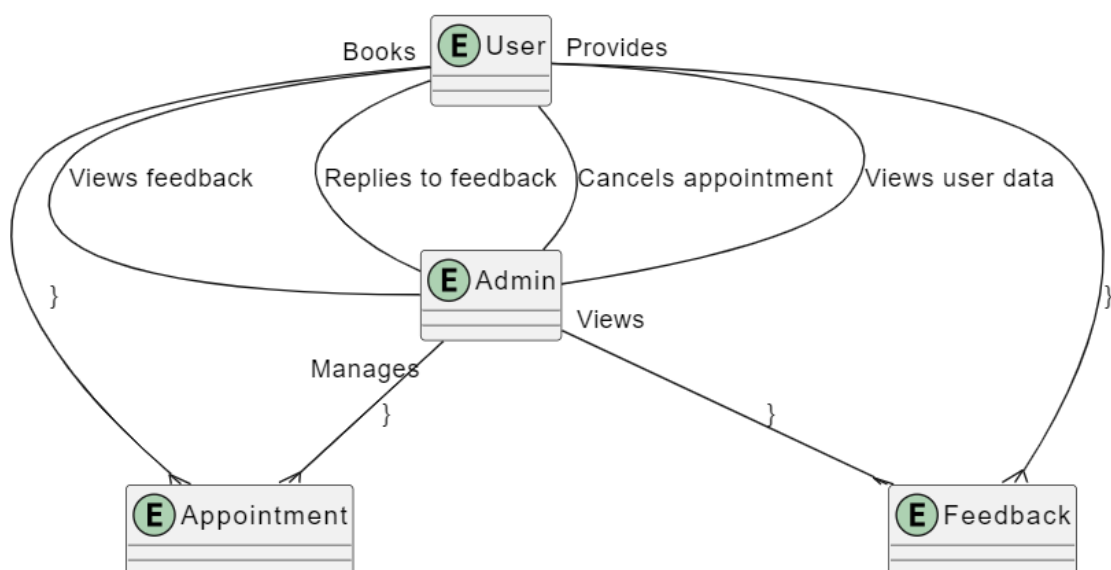 E User
Books
Provides
Views feedback
Replies to feedback
Cancels appointment
Views user data
}
}
E Admin
Views
Manages
}
}
E Appointment
E Feedback